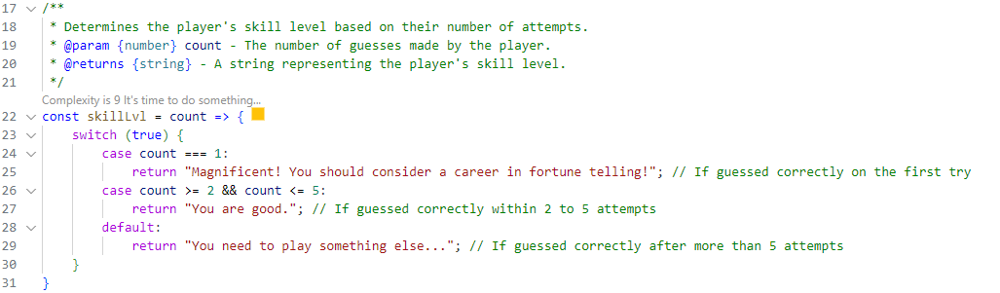 17 /**
18  * Determines the player's skill level based on their number of attempts.
19  * @param {number} count - The number of guesses made by the player.
20  * @returns {string} - A string representing the player's skill level.
21  */
Complexity is 9 It's time to do something...
22 const skillLvl = count => {
23     switch (true) {
24         case count === 1:
25             return "Magnificent! You should consider a career in fortune telling!"; // If guessed correctly on the first try
26         case count >= 2 && count <= 5:
27             return "You are good."; // If guessed correctly within 2 to 5 attempts
28         default:
29             return "You need to play something else..."; // If guessed correctly after more than 5 attempts
30     }
31 }